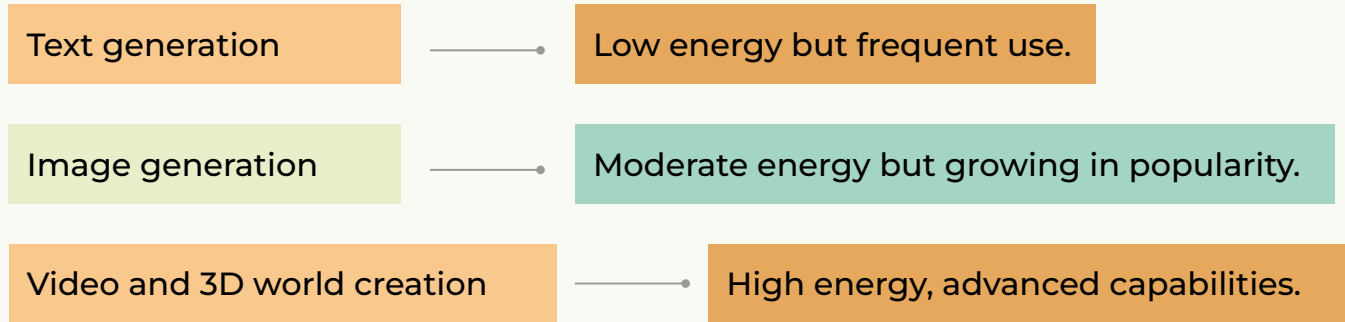 Text generation
Low energy but frequent use.
Image generation
Moderate energy but growing in popularity.
Video and 3D world creation
High energy, advanced capabilities.